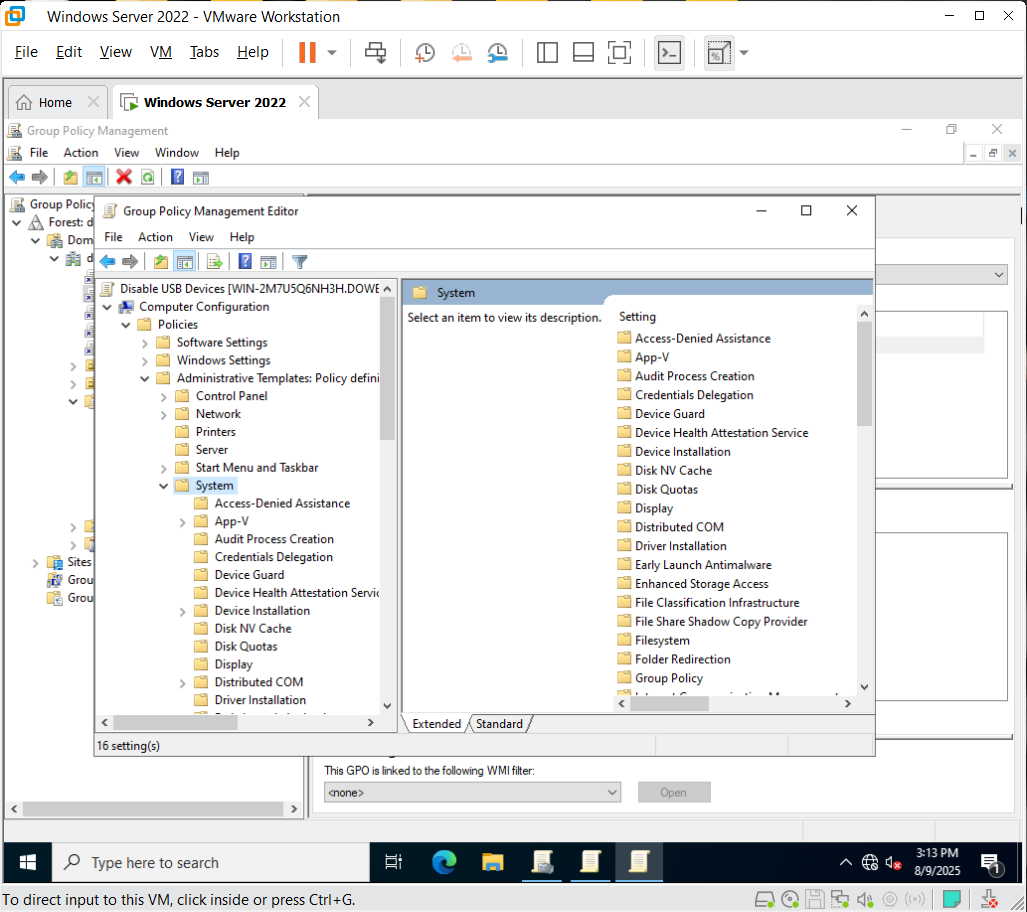 Windows Server 2022 - VMware Workstation
File Edit View VM Tabs Help
Home
Windows Server 2022
Group Policy Management
File Action View Window Help
Group Policy
Forest: d
Dom
d
Sites
Grou
Grou
Group Policy Management Editor
File Action View Help
Disable USB Devices [WIN-2M7U5Q6NH3H.DOWE
Computer Configuration
Policies
Software Settings
Windows Settings
Administrative Templates: Policy defini
Control Panel
Network
Printers
Server
Start Menu and Taskbar
System
Access-Denied Assistance
App-V
Audit Process Creation
Credentials Delegation
Device Guard
Device Health Attestation Servic
Device Installation
Disk NV Cache
Disk Quotas
Display
Distributed COM
Driver Installation
System
Select an item to view its description.
Setting
Access-Denied Assistance
App-V
Audit Process Creation
Credentials Delegation
Device Guard
Device Health Attestation Service
Device Installation
Disk NV Cache
Disk Quotas
Display
Distributed COM
Driver Installation
Early Launch Antimalware
Enhanced Storage Access
File Classification Infrastructure
File Share Shadow Copy Provider
Filesystem
Folder Redirection
Group Policy
Extended Standard
16 setting(s)
This GPO is linked to the following WMI filter:
<none>
Open
Type here to search
3:13 PM
8/9/2025
1
To direct input to this VM, click inside or press Ctrl+G.